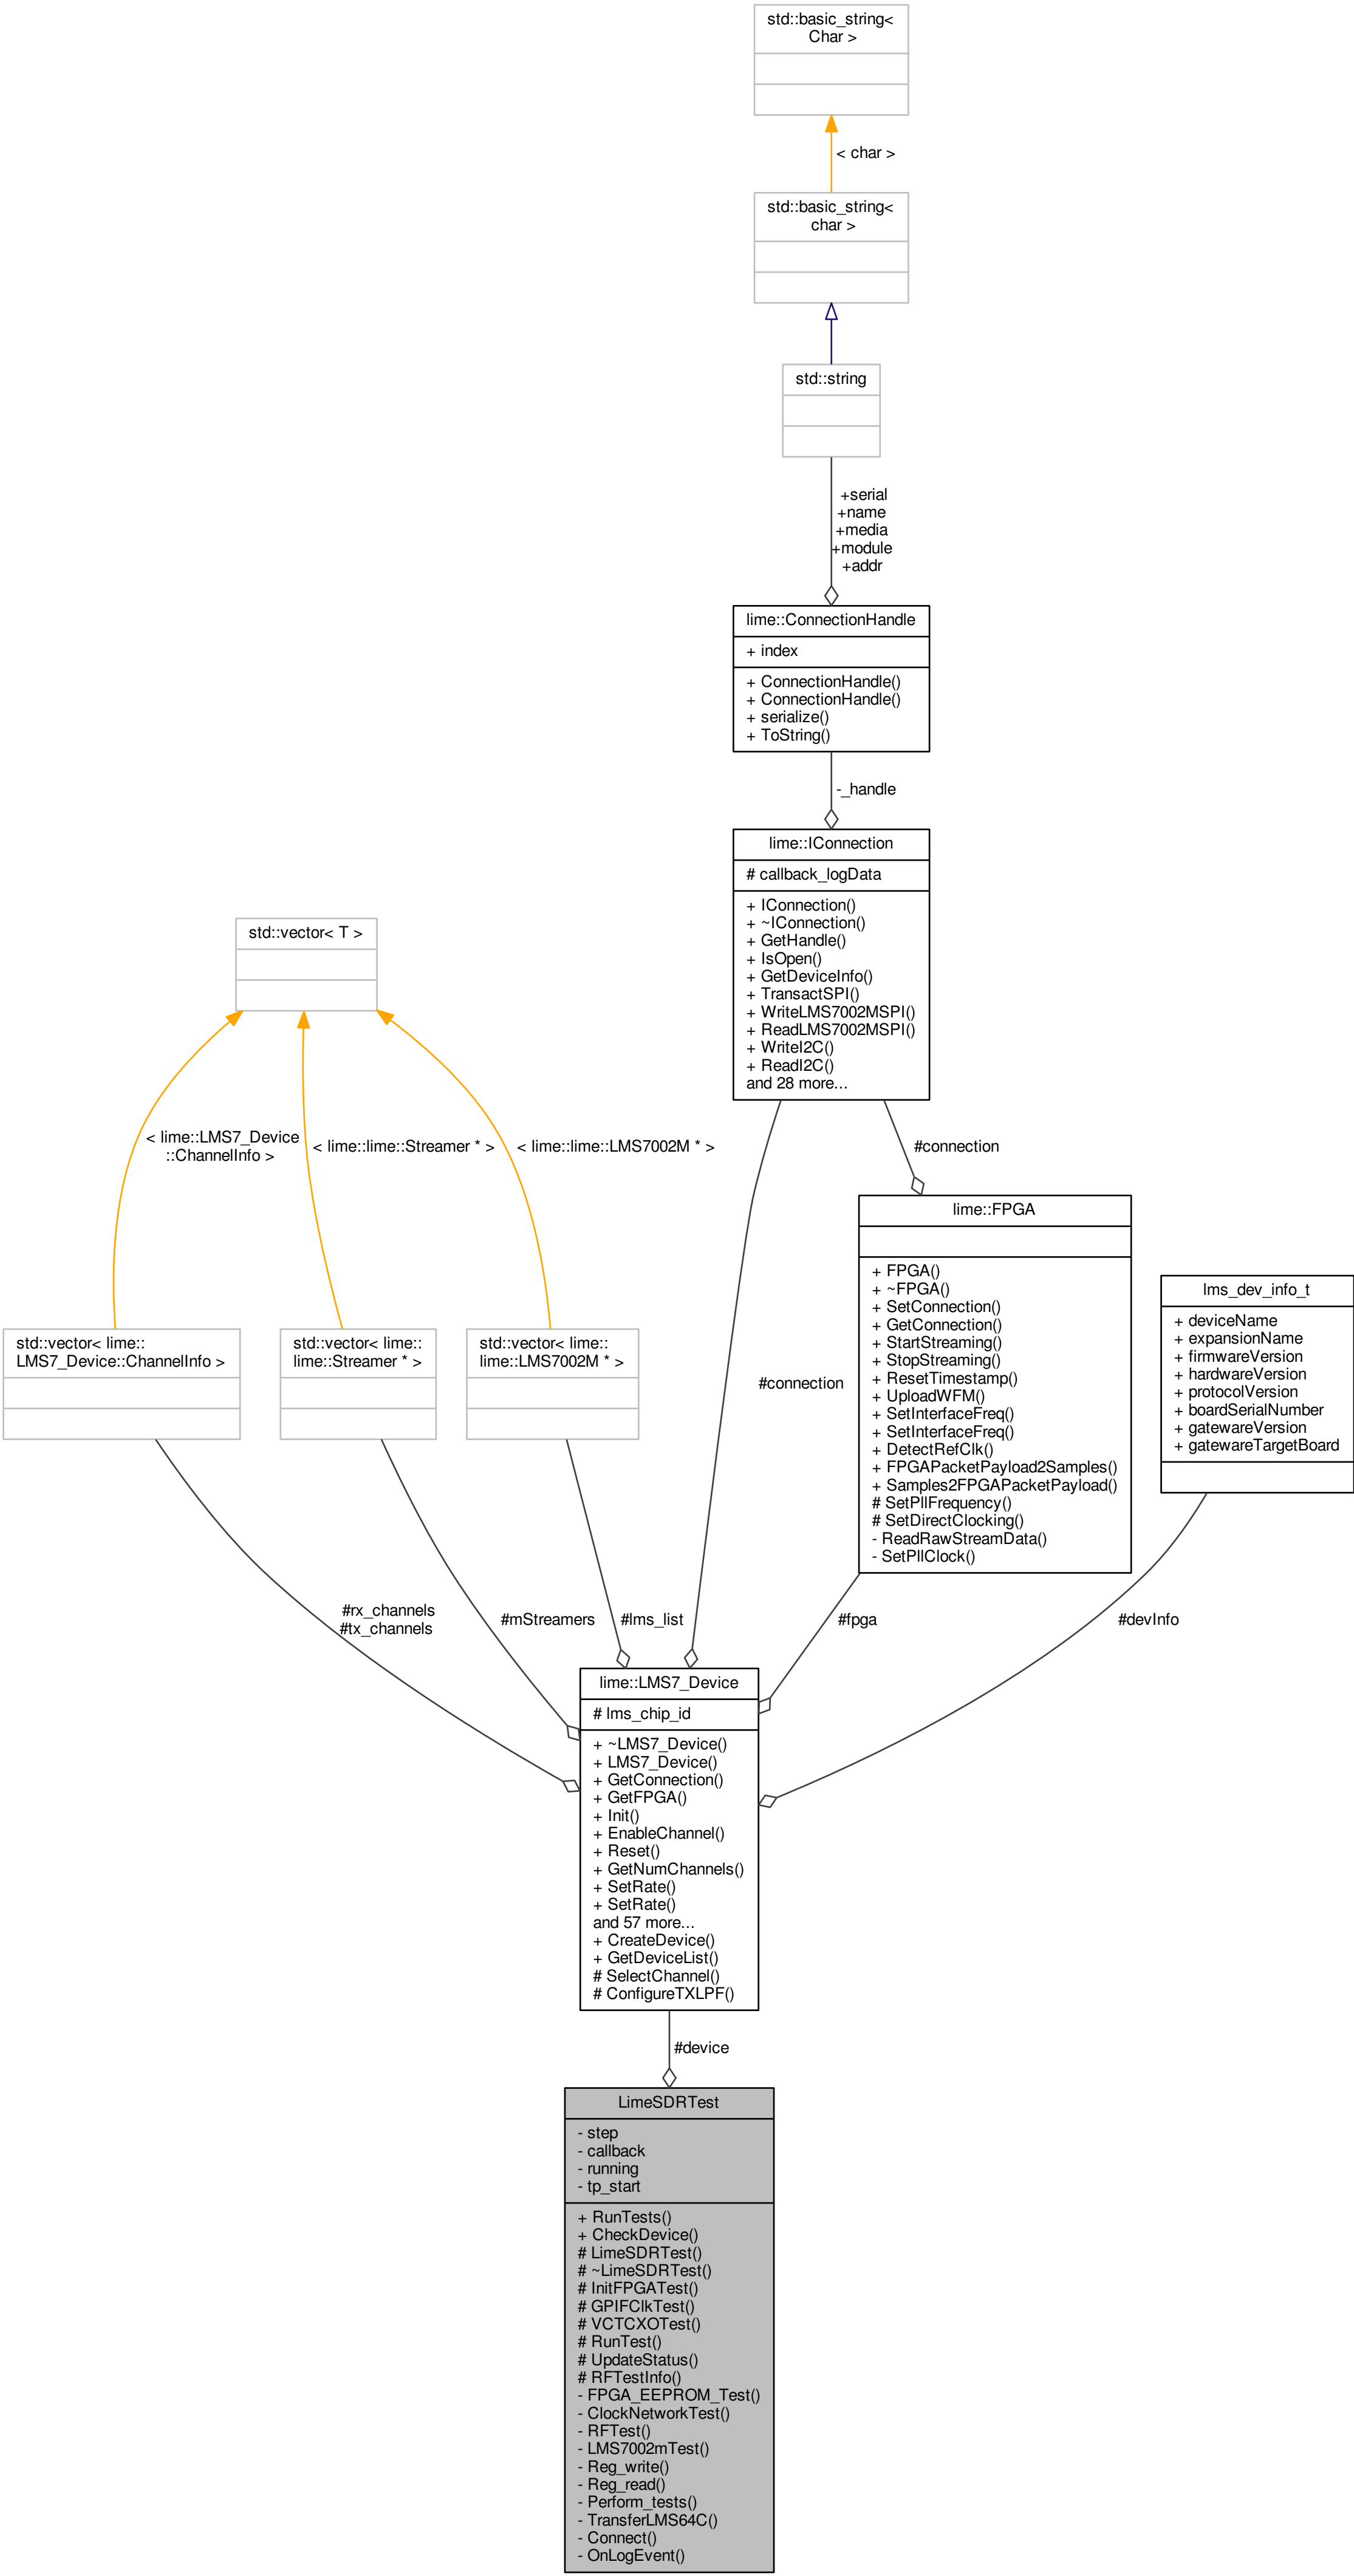 std::basic_string<
Char >
< char >
std::basic_string<
char >
std::string
+serial
+name
+media
+module
+addr
lime::ConnectionHandle
+ index
+ ConnectionHandle()
+ ConnectionHandle()
+ serialize()
+ ToString()
-_handle
lime::IConnection
# callback_logData
+ IConnection()
+ ~IConnection()
+ GetHandle()
+ IsOpen()
+ GetDeviceInfo()
+ TransactSPI()
+ WriteLMS7002MSPI()
+ ReadLMS7002MSPI()
+ WriteI2C()
+ ReadI2C()
and 28 more...
std::vector< T >
< lime::LMS7_Device
::ChannelInfo >
< lime::lime::Streamer * >
< lime::lime::LMS7002M * >
#connection
lime::FPGA
+ FPGA()
+ ~FPGA()
+ SetConnection()
+ GetConnection()
+ StartStreaming()
+ StopStreaming()
+ ResetTimestamp()
+ UploadWFM()
+ SetInterfaceFreq()
+ SetInterfaceFreq()
+ DetectRefClk()
+ FPGAPacketPayload2Samples()
+ Samples2FPGAPacketPayload()
# SetPllFrequency()
# SetDirectClocking()
- ReadRawStreamData()
- SetPllClock()
lms_dev_info_t
+ deviceName
+ expansionName
+ firmwareVersion
+ hardwareVersion
+ protocolVersion
+ boardSerialNumber
+ gatewareVersion
+ gatewareTargetBoard
std::vector< lime::
LMS7_Device::ChannelInfo >
std::vector< lime::
lime::Streamer * >
std::vector< lime::
lime::LMS7002M * >
#connection
#rx_channels
#tx_channels
#mStreamers
#lms_list
#fpga
#devInfo
lime::LMS7_Device
# lms_chip_id
+ ~LMS7_Device()
+ LMS7_Device()
+ GetConnection()
+ GetFPGA()
+ Init()
+ EnableChannel()
+ Reset()
+ GetNumChannels()
+ SetRate()
+ SetRate()
and 57 more...
+ CreateDevice()
+ GetDeviceList()
# SelectChannel()
# ConfigureTXLPF()
#device
LimeSDRTest
- step
- callback
- running
- tp_start
+ RunTests()
+ CheckDevice()
# LimeSDRTest()
# ~LimeSDRTest()
# InitFPGATest()
# GPIFClkTest()
# VCTCXOTest()
# RunTest()
# UpdateStatus()
# RFTestInfo()
- FPGA_EEPROM_Test()
- ClockNetworkTest()
- RFTest()
- LMS7002mTest()
- Reg_write()
- Reg_read()
- Perform_tests()
- TransferLMS64C()
- Connect()
- OnLogEvent()